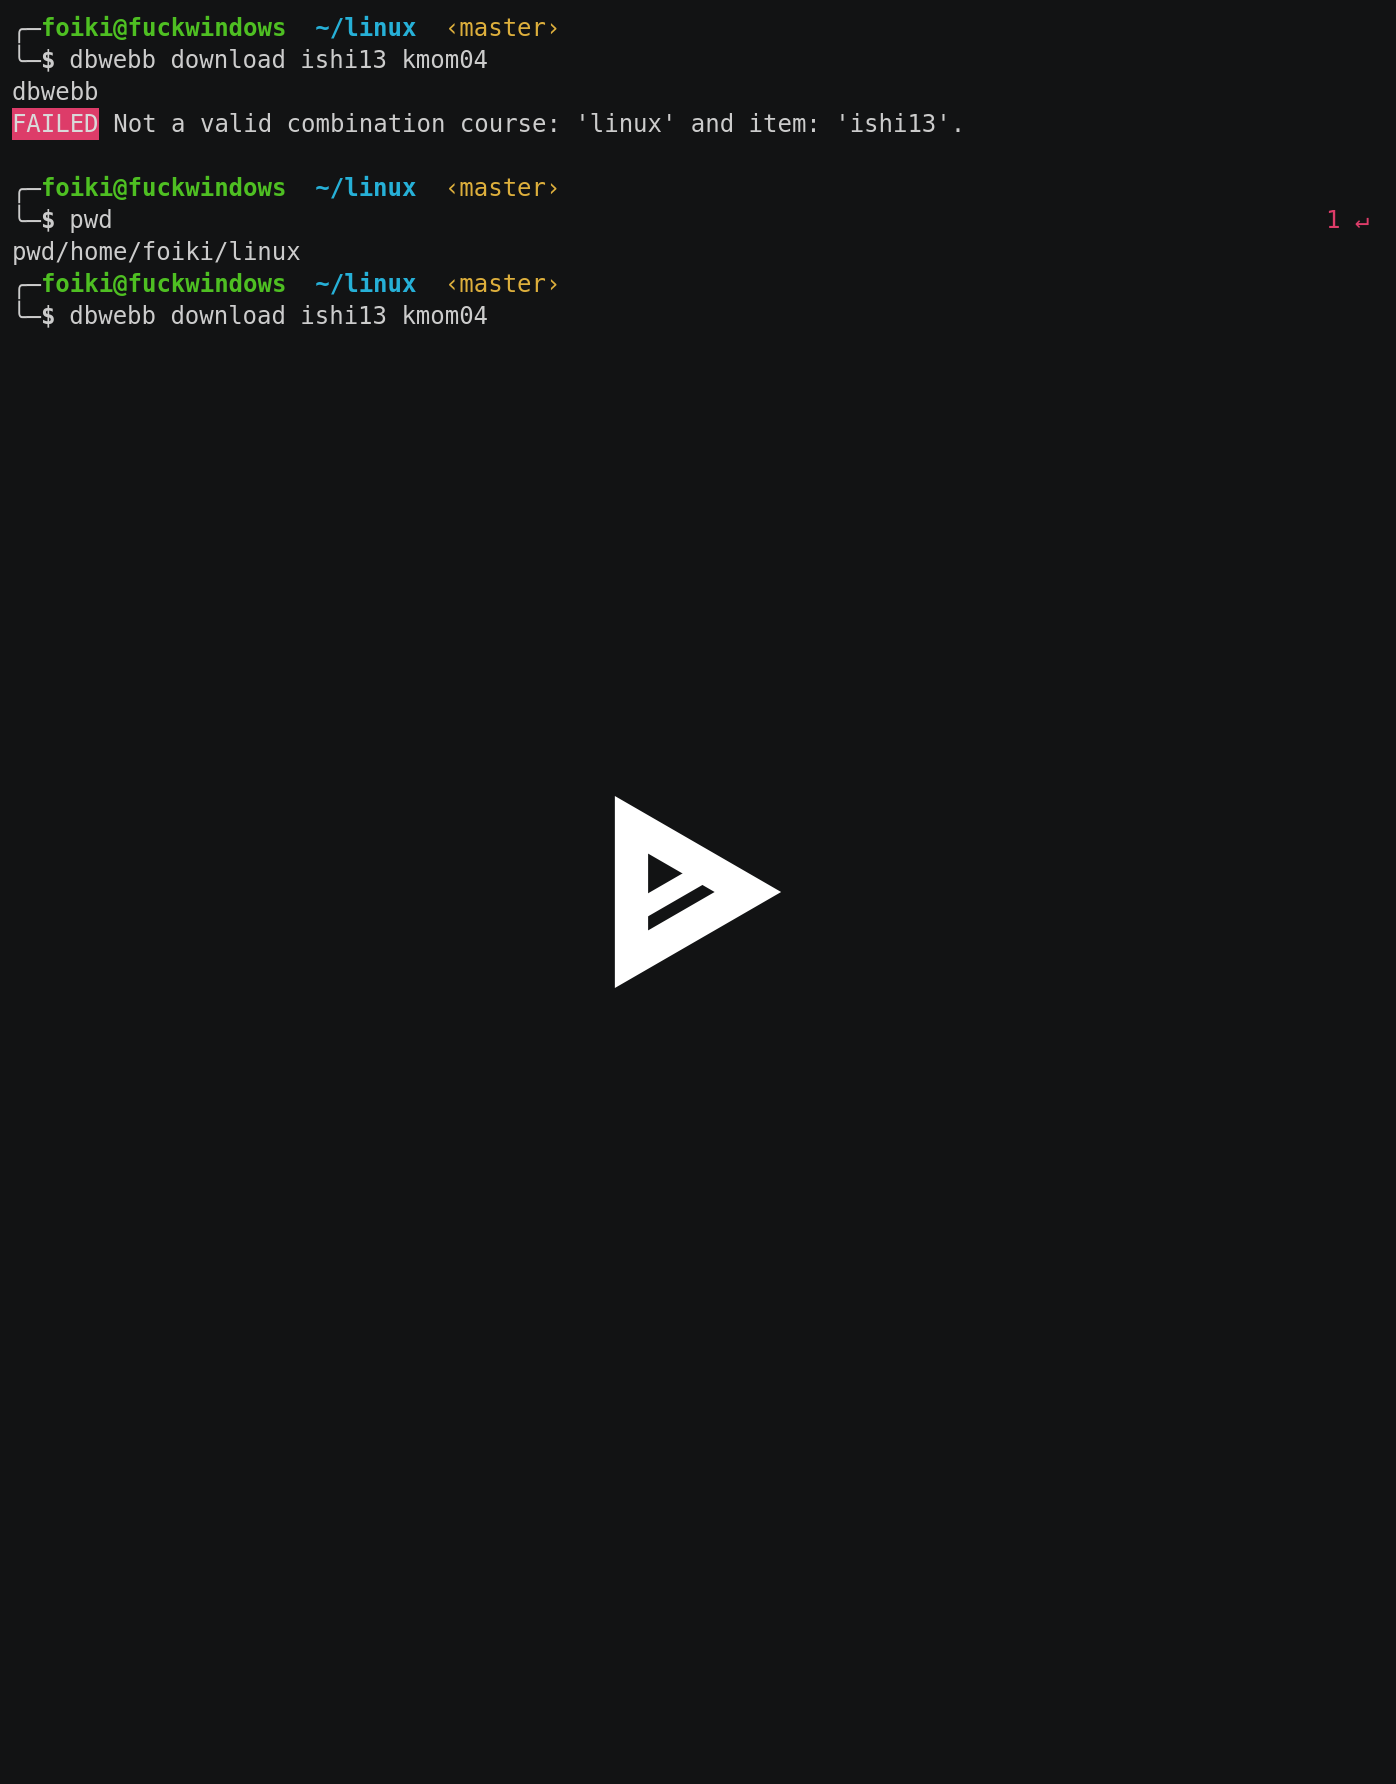 ╭─foiki@fuckwindows  ~/linux  ‹master›
╰─$ dbwebb download ishi13 kmom04
dbwebb
FAILED Not a valid combination course: 'linux' and item: 'ishi13'.
╭─foiki@fuckwindows  ~/linux  ‹master›
╰─$ pwd 1 ↵
pwd/home/foiki/linux
╭─foiki@fuckwindows  ~/linux  ‹master›
╰─$ dbwebb download ishi13 kmom04